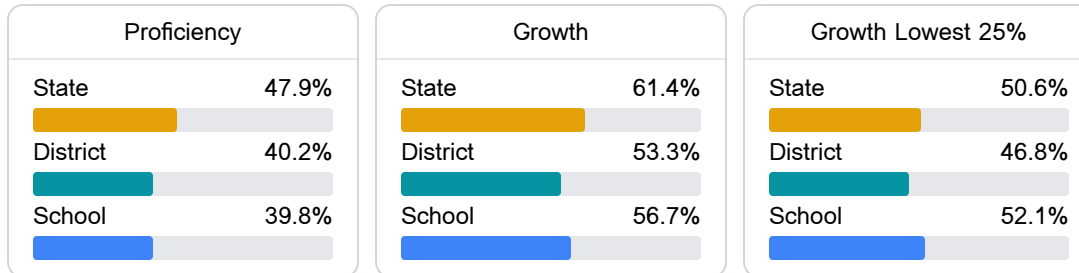 Proficiency
State 47.9%
District 40.2%
School 39.8%
Growth
State 61.4%
District 53.3%
School 56.7%
Growth Lowest 25%
State 50.6%
District 46.8%
School 52.1%